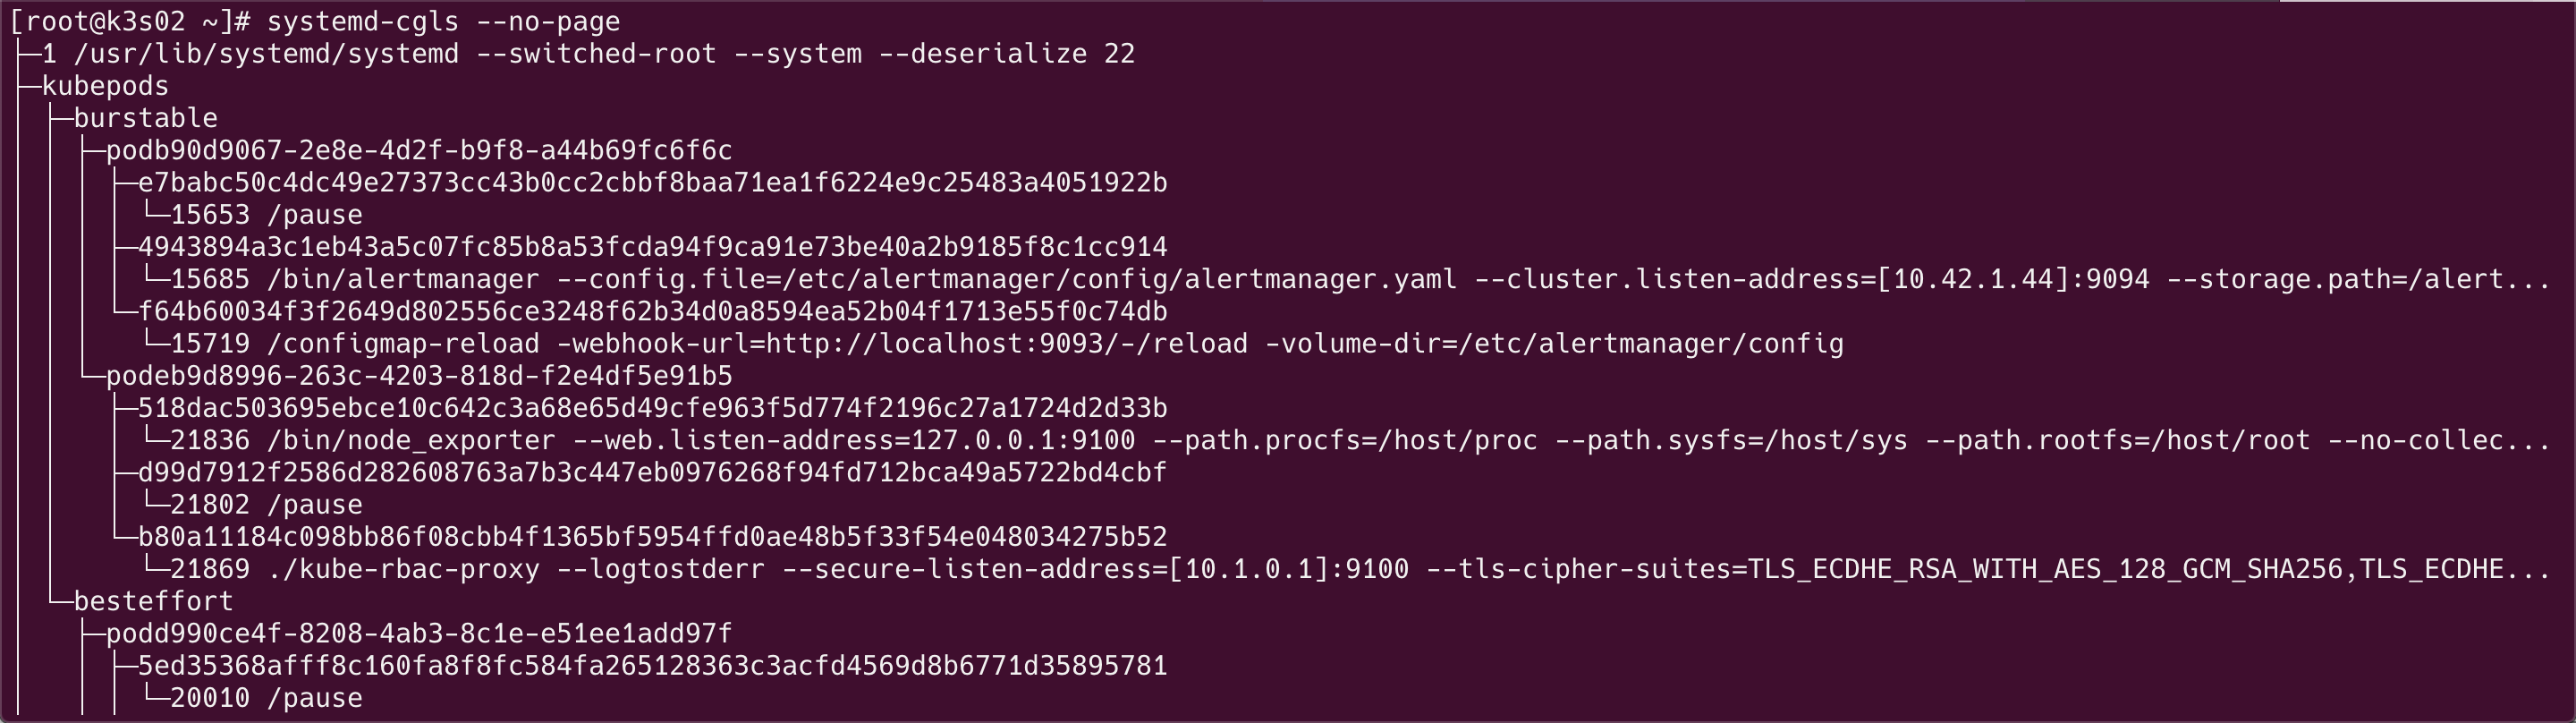 [root@k3s02 ~]# systemd-cgls --no-page
├─1 /usr/lib/systemd/systemd --switched-root --system --deserialize 22
├─kubepods
│ ├─burstable
│ │ ├─podb90d9067-2e8e-4d2f-b9f8-a44b69fc6f6c
│ │ │ ├─e7babc50c4dc49e27373cc43b0cc2cbbf8baa71ea1f6224e9c25483a4051922b
│ │ │ │ └─15653 /pause
│ │ │ ├─4943894a3c1eb43a5c07fc85b8a53fcda94f9ca91e73be40a2b9185f8c1cc914
│ │ │ │ └─15685 /bin/alertmanager --config.file=/etc/alertmanager/config/alertmanager.yaml --cluster.listen-address=[10.42.1.44]:9094 --storage.path=/alert...
│ │ │ └─f64b60034f3f2649d802556ce3248f62b34d0a8594ea52b04f1713e55f0c74db
│ │ │   └─15719 /configmap-reload -webhook-url=http://localhost:9093/-/reload -volume-dir=/etc/alertmanager/config
│ │ └─podeb9d8996-263c-4203-818d-f2e4df5e91b5
│ │   ├─518dac503695ebce10c642c3a68e65d49cfe963f5d774f2196c27a1724d2d33b
│ │   │ └─21836 /bin/node_exporter --web.listen-address=127.0.0.1:9100 --path.procfs=/host/proc --path.sysfs=/host/sys --path.rootfs=/host/root --no-collec...
│ │   ├─d99d7912f2586d282608763a7b3c447eb0976268f94fd712bca49a5722bd4cbf
│ │   │ └─21802 /pause
│ │   └─b80a11184c098bb86f08cbb4f1365bf5954ffd0ae48b5f33f54e048034275b52
│ │     └─21869 ./kube-rbac-proxy --logtostderr --secure-listen-address=[10.1.0.1]:9100 --tls-cipher-suites=TLS_ECDHE_RSA_WITH_AES_128_GCM_SHA256,TLS_ECDHE...
│ └─besteffort
│   ├─podd990ce4f-8208-4ab3-8c1e-e51ee1add97f
│   │ ├─5ed35368afff8c160fa8f8fc584fa265128363c3acfd4569d8b6771d35895781
│   │ │ └─20010 /pause